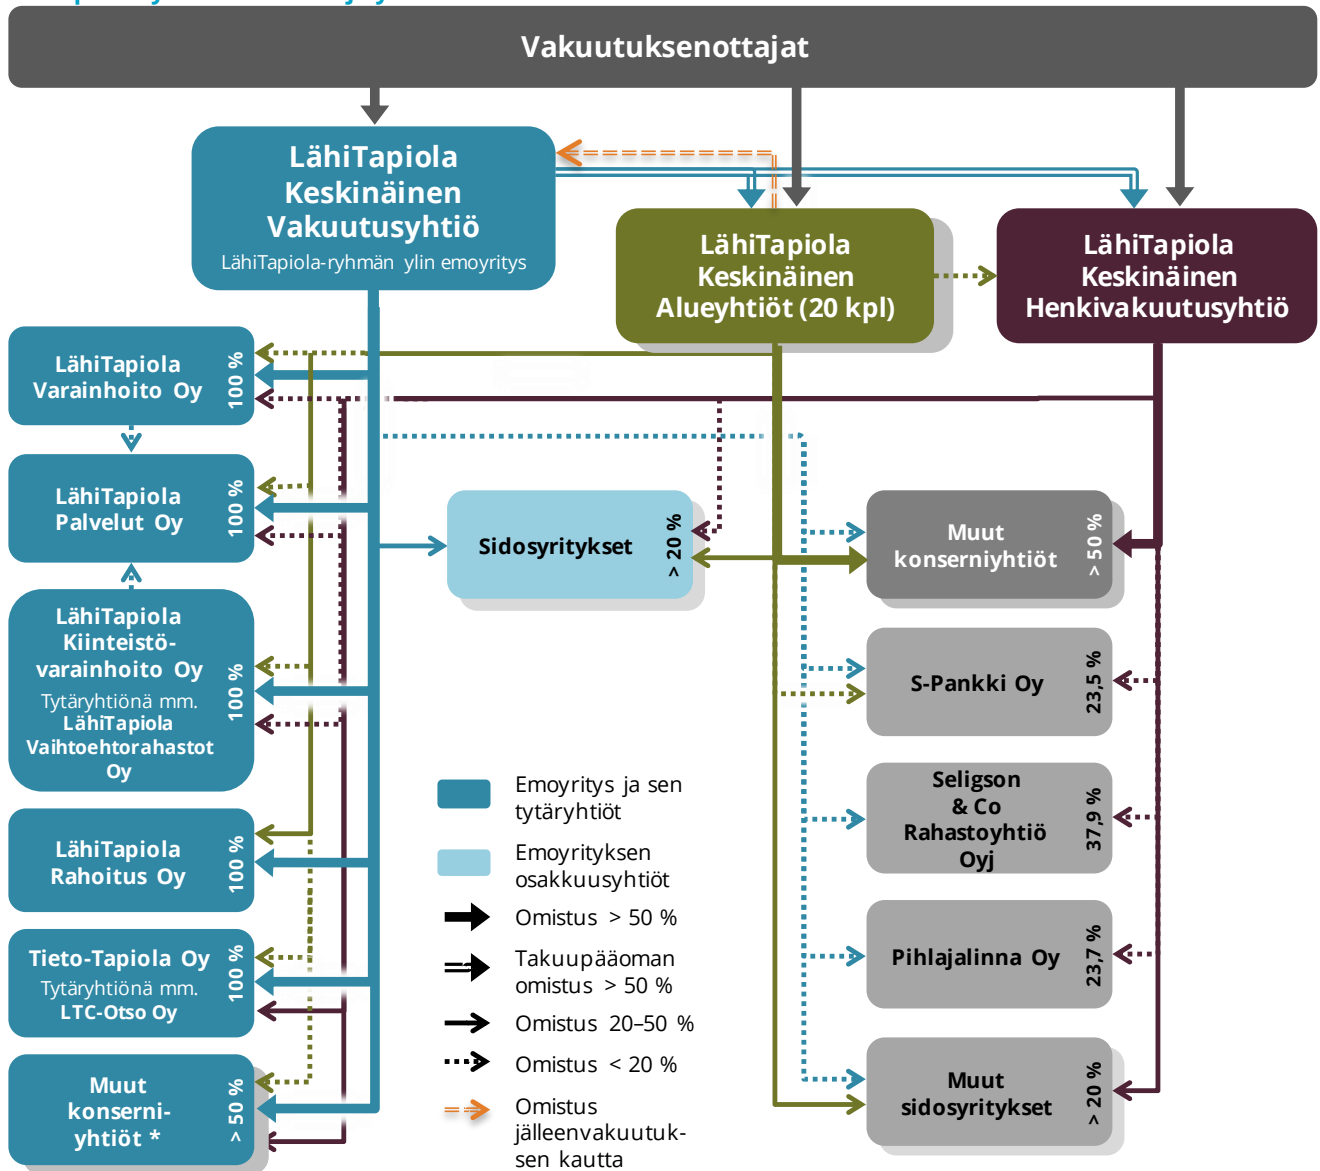 Vakuutuksenottajat
LähiTapiola
Keskinäinen
Vakuutusyhtiö
LähiTapiola-ryhmän ylin emoyritys
LähiTapiola
Keskinäinen
Alueyhtiöt (20 kpl)
LähiTapiola
Keskinäinen
Henkivakuutusyhtiö
LähiTapiola
Varainhoito Oy
100 %
LähiTapiola
Palvelut Oy
100 %
LähiTapiola
Kiinteistö-
varainhoito Oy
Tytäryhtiönä mm.
LähiTapiola
Vaihtoehtorahastot
Oy
100 %
LähiTapiola
Rahoitus Oy
100 %
Tieto-Tapiola Oy
Tytäryhtiönä mm.
LTC-Otso Oy
100 %
Muut
konserni-
yhtiöt *
> 50 %
Sidosyritykset
> 20 %
Muut
konserniyhtiöt
> 50 %
S-Pankki Oy
23,5 %
Seligson
& Co
Rahastoyhtiö
Oyj
37,9 %
Pihlajalinna Oy
23,7 %
Muut
sidosyritykset
> 20 %
Emoyritys ja sen
tytäryhtiöt
Emoyrityksen
osakkuusyhtiöt
Omistus > 50 %
Takuupääoman
omistus > 50 %
Omistus 20–50 %
Omistus < 20 %
Omistus
jälleenvakuutuk-
sen kautta